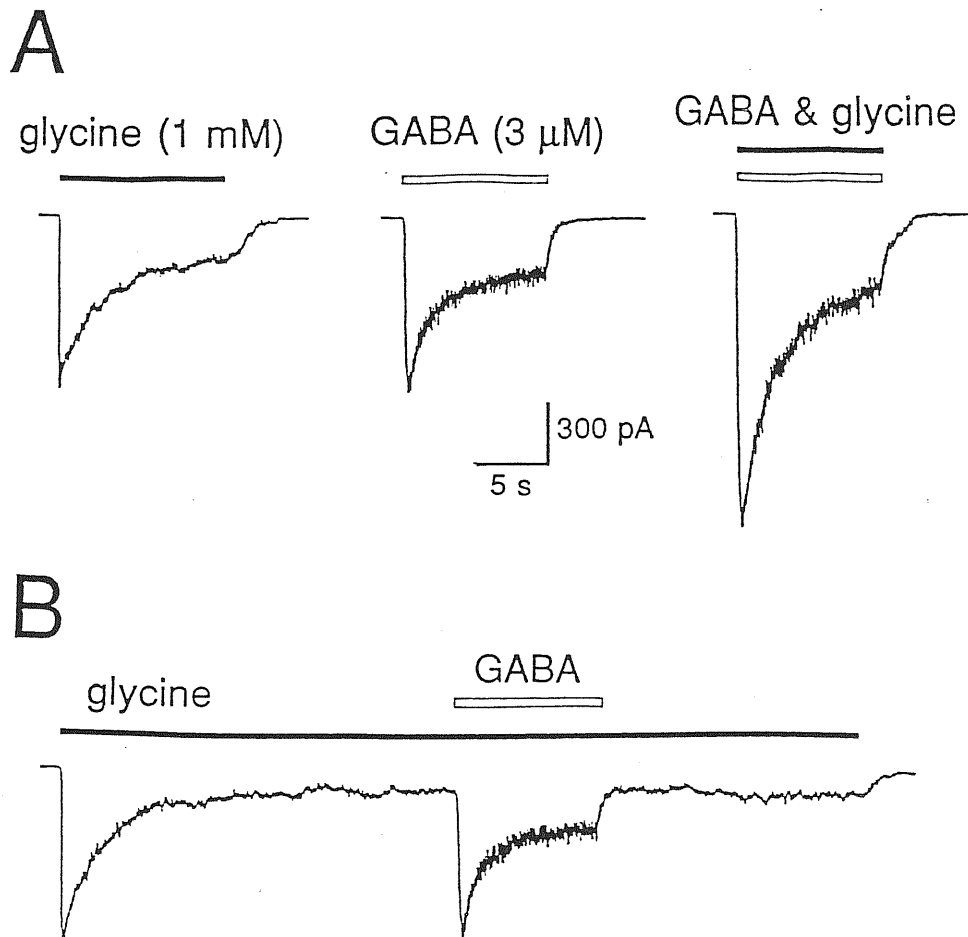 A
glycine (1 mM)
GABA (3 μM)
GABA & glycine
300 pA
5 s
B
GABA
glycine